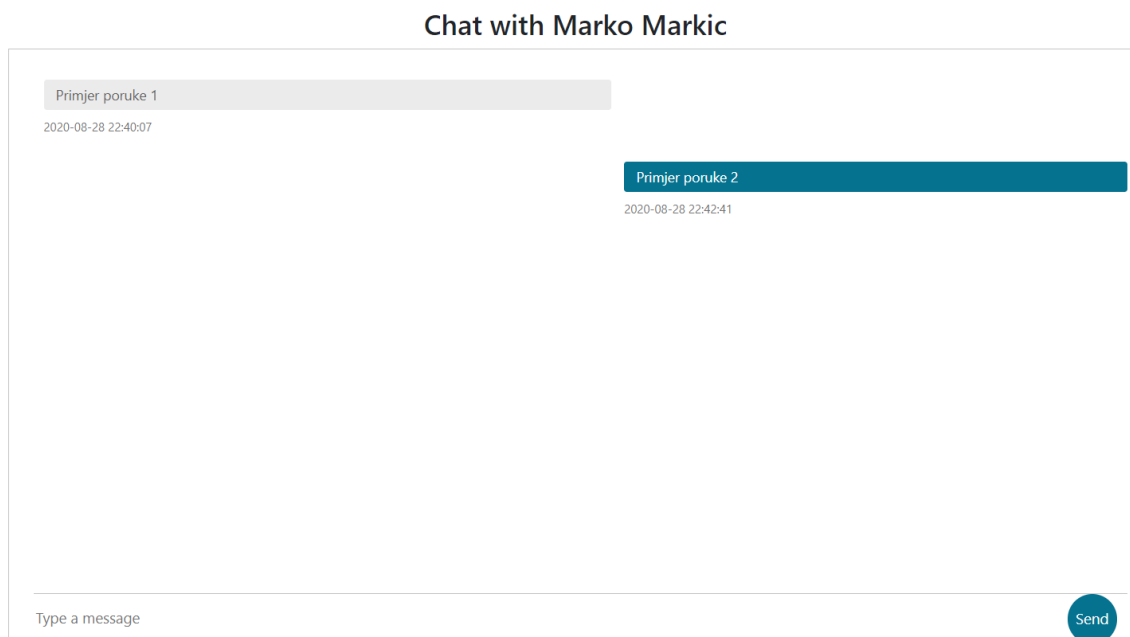 Chat with Marko Markic
Primjer poruke 1
2020-08-28 22:40:07
Primjer poruke 2
2020-08-28 22:42:41
Type a message
Send